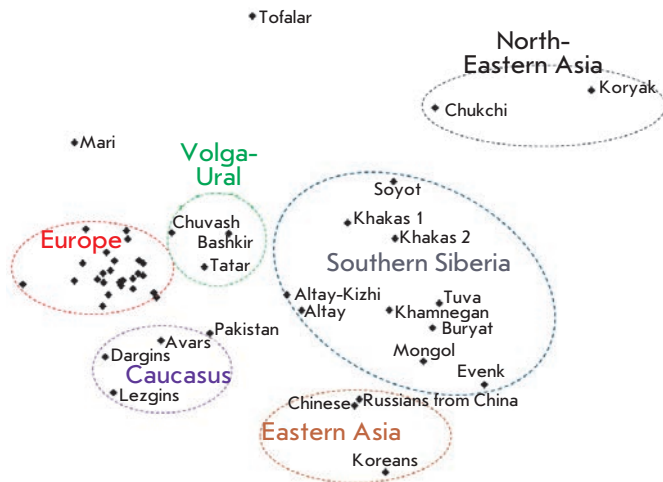 Tofalar
North-
Eastern Asia
Koryak
Chukchi
Mari
Volga-
Ural
Soyot
Chuvash
Khakas 1
Europe
Bashkir
Khakas 2
Tatar
Southern Siberia
Altay-Kizhi
Tuva
Altay
Khamnegan
Pakistan
Buryat
Avars
Dargins
Mongol
Caucasus
Evenk
Lezgins
Chinese
Russians from China
Eastern Asia
Koreans